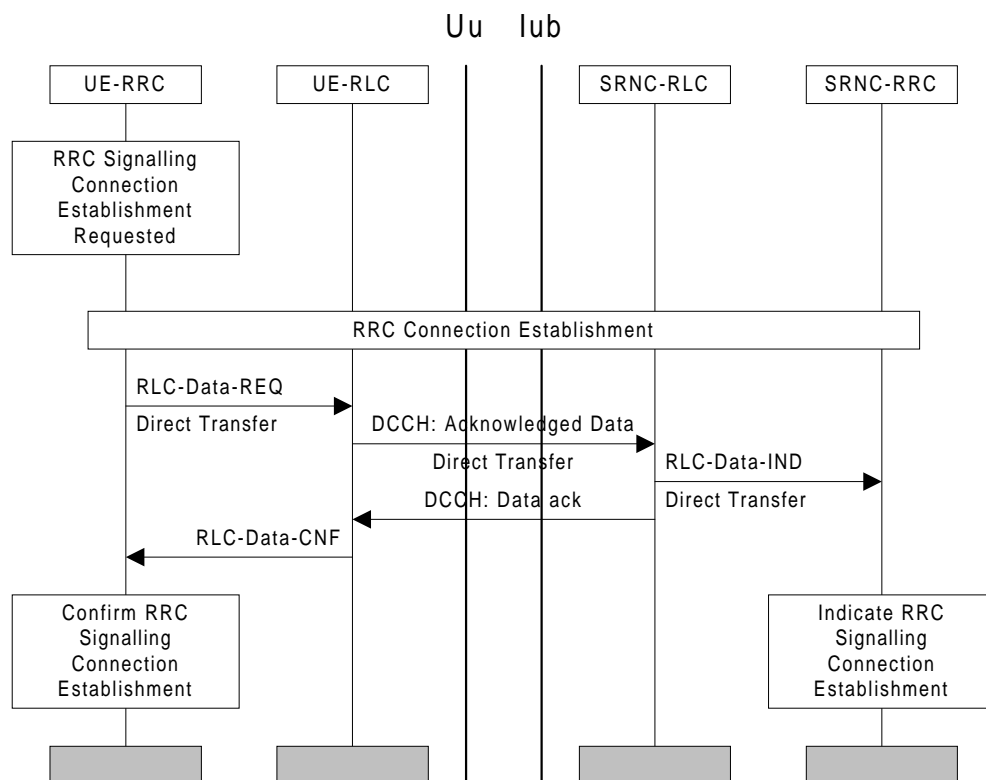 Uu Iub
UE-RRC UE-RLC SRNC-RLC SRNC-RRC
RRC Signalling
Connection
Establishment
Requested
RRC Connection Establishment
RLC-Data-REQ
Direct Transfer
DCCH: Acknowledged Data
Direct Transfer
RLC-Data-IND
Direct Transfer
DCCH: Data ack
RLC-Data-CNF
Confirm RRC
Signalling
Connection
Establishment
Indicate RRC
Signalling
Connection
Establishment